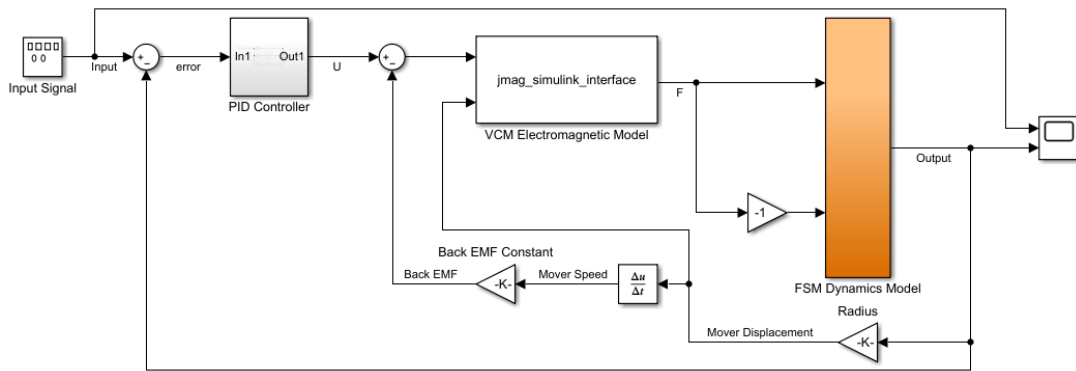 Input Signal
Input
+
−
error
In1
Out1
PID Controller
U
+
−
jmag_simulink_interface
VCM Electromagnetic Model
F
-1
Output
FSM Dynamics Model
Back EMF Constant
Back EMF
-K-
Mover Speed
Δu
Δt
Mover Displacement
Radius
-K-